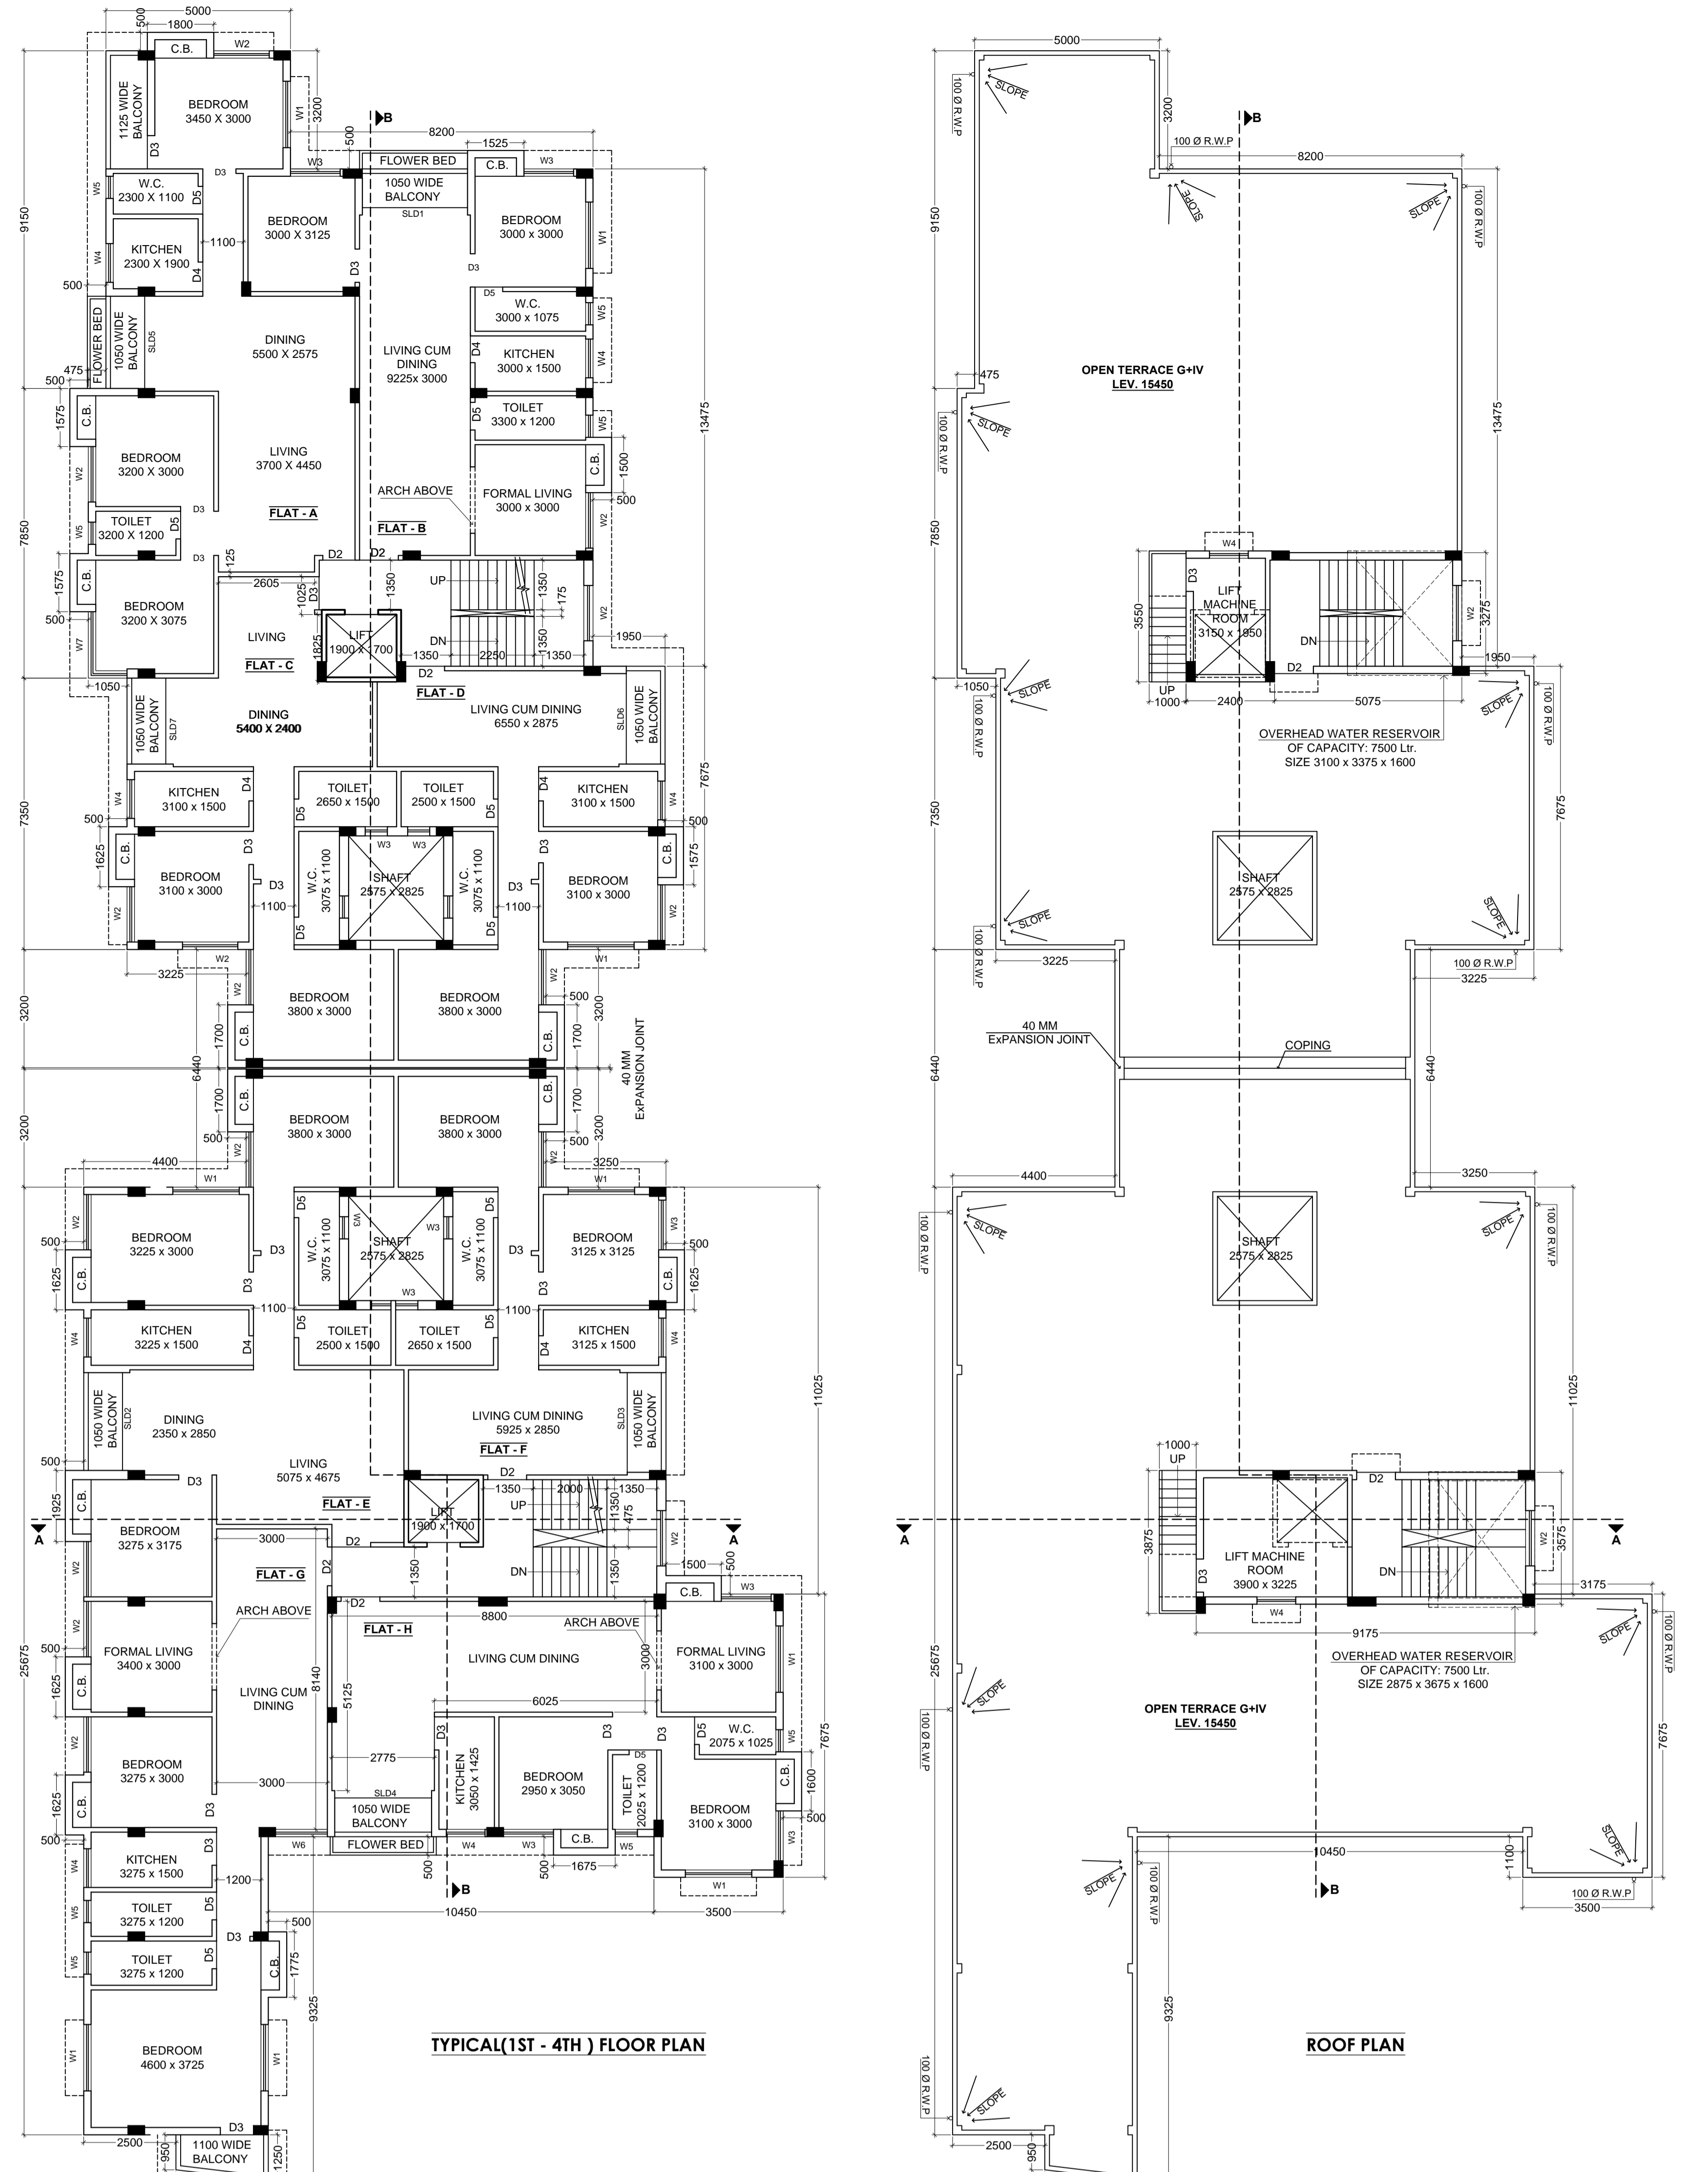 5000
500
1800
C.B.
W2
1125 WIDE
BALCONY
BEDROOM
3450 X 3000
W1
3200
D3
B
8200
1525
500
W3
FLOWER BED
C.B.
W3
D3
W5
W.C.
2300 X 1100
D5
1050 WIDE
BALCONY
SLD1
BEDROOM
3000 X 3125
BEDROOM
3000 x 3000
W1
9150
1100
W4
KITCHEN
2300 X 1900
D4
D3
D3
500
D5
W.C.
3000 x 1075
W5
FLOWER BED
1050 WIDE
BALCONY
SLD5
DINING
5500 X 2575
LIVING CUM
DINING
9225x 3000
D4
KITCHEN
3000 x 1500
W4
475
500
1575
C.B.
D5
TOILET
3300 x 1200
W5
13475
BEDROOM
3200 X 3000
W2
LIVING
3700 X 4450
C.B.
1500
ARCH ABOVE
FORMAL LIVING
3000 x 3000
500
D3
FLAT - A
FLAT - B
W2
7850
W5
TOILET
3200 X 1200
D5
D3
125
D2
D2
1575
C.B.
2605
1025
D3
1350
UP
1350
175
BEDROOM
3200 X 3075
500
W7
LIVING
FLAT - C
1825
LIFT
1900 x 1700
DN
1350
2250
1350
1350
W2
1950
D2
FLAT - D
1050
1050 WIDE
BALCONY
SLD7
DINING
5400 X 2400
LIVING CUM DINING
6550 x 2875
SLD6
1050 WIDE
BALCONY
7675
W4
KITCHEN
3100 x 1500
D4
TOILET
2650 x 1500
TOILET
2500 x 1500
D5
D5
D4
KITCHEN
3100 x 1500
W4
500
500
7350
1625
C.B.
D3
W3
W3
D3
C.B.
1575
BEDROOM
3100 x 3000
D3
W.C.
3075 x 1100
SHAFT
2575 x 2825
W.C.
3075 x 1100
D3
BEDROOM
3100 x 3000
1100
1100
W2
D5
D5
W2
W2
W1
3225
W2
W2
BEDROOM
3800 x 3000
BEDROOM
3800 x 3000
500
3200
3200
1700
C.B.
C.B.
1700
6440
40 MM
ExPANSION JOINT
1700
C.B.
C.B.
1700
BEDROOM
3800 x 3000
BEDROOM
3800 x 3000
3200
3200
500
500
W2
W2
4400
3250
W1
W1
W2
BEDROOM
3225 x 3000
D5
W3
W3
D5
BEDROOM
3125 x 3125
W3
500
D3
W.C.
3075 x 1100
SHAFT
2575 x 2825
W.C.
3075 x 1100
D3
500
1625
C.B.
D3
D3
C.B.
1625
W3
1100
1100
W4
KITCHEN
3225 x 1500
D4
D5
TOILET
2500 x 1500
TOILET
2650 x 1500
D5
D4
KITCHEN
3125 x 1500
W4
11025
1050 WIDE
BALCONY
SLD2
DINING
2350 x 2850
LIVING CUM DINING
5925 x 2850
FLAT - F
SLD3
1050 WIDE
BALCONY
500
D3
LIVING
5075 x 4675
D2
1350
2000
1350
1925
C.B.
FLAT - E
UP
1350
475
A
BEDROOM
3275 x 3175
3000
LIFT
1900 x 1700
W2
A
W2
D2
DN
1350
1350
1500
500
FLAT - G
D2
C.B.
W3
D2
8800
ARCH ABOVE
FLAT - H
ARCH ABOVE
W2
500
FORMAL LIVING
3400 x 3000
LIVING CUM DINING
3000
FORMAL LIVING
3100 x 3000
W1
25675
1625
C.B.
LIVING CUM
DINING
8140
5125
6025
7675
W2
D3
D3
D3
D5
W.C.
2075 x 1025
W5
BEDROOM
3275 x 3000
2775
3000
KITCHEN
3050 x 1425
BEDROOM
2950 x 3050
D5
TOILET
2025 x 1200
C.B.
1600
1625
C.B.
D3
SLD4
1050 WIDE
BALCONY
BEDROOM
3100 x 3000
500
500
D3
W6
FLOWER BED
W4
W3
C.B.
W5
W3
W4
KITCHEN
3275 x 1500
500
500
1675
1200
W1
B
W5
TOILET
3275 x 1200
D5
500
10450
3500
D3
W5
TOILET
3275 x 1200
D5
C.B.
1775
9325
W1
BEDROOM
4600 x 3725
W1
D3
2500
950
1100 WIDE
BALCONY
1250
TYPICAL(1ST - 4TH ) FLOOR PLAN
5000
100 Ø R.W.P
SLOPE
3200
B
100 Ø R.W.P
8200
SLOPE
SLOPE
100 Ø R.W.P
9150
475
OPEN TERRACE G+IV
LEV. 15450
100 Ø R.W.P
SLOPE
13475
7850
W4
3550
D3
LIFT
MACHINE
ROOM
3150 x 1950
DN
W2
3275
D2
1950
1050
SLOPE
UP
1000
2400
5075
SLOPE
100 Ø R.W.P
100 Ø R.W.P
OVERHEAD WATER RESERVOIR
OF CAPACITY: 7500 Ltr.
SIZE 3100 x 3375 x 1600
7350
7675
SHAFT
2575 x 2825
SLOPE
SLOPE
100 Ø R.W.P
100 Ø R.W.P
3225
3225
40 MM
ExPANSION JOINT
COPING
6440
6440
4400
3250
100 Ø R.W.P
SLOPE
SHAFT
2575 x 2825
SLOPE
100 Ø R.W.P
11025
1000
UP
D2
A
3875
D3
LIFT MACHINE
ROOM
3900 x 3225
DN
W2
3575
A
W4
3175
9175
SLOPE
100 Ø R.W.P
25675
OVERHEAD WATER RESERVOIR
OF CAPACITY: 7500 Ltr.
SIZE 2875 x 3675 x 1600
SLOPE
100 Ø R.W.P
OPEN TERRACE G+IV
LEV. 15450
7675
10450
1100
SLOPE
SLOPE
100 Ø R.W.P
B
100 Ø R.W.P
3500
9325
100 Ø R.W.P
SLOPE
2500
950
ROOF PLAN